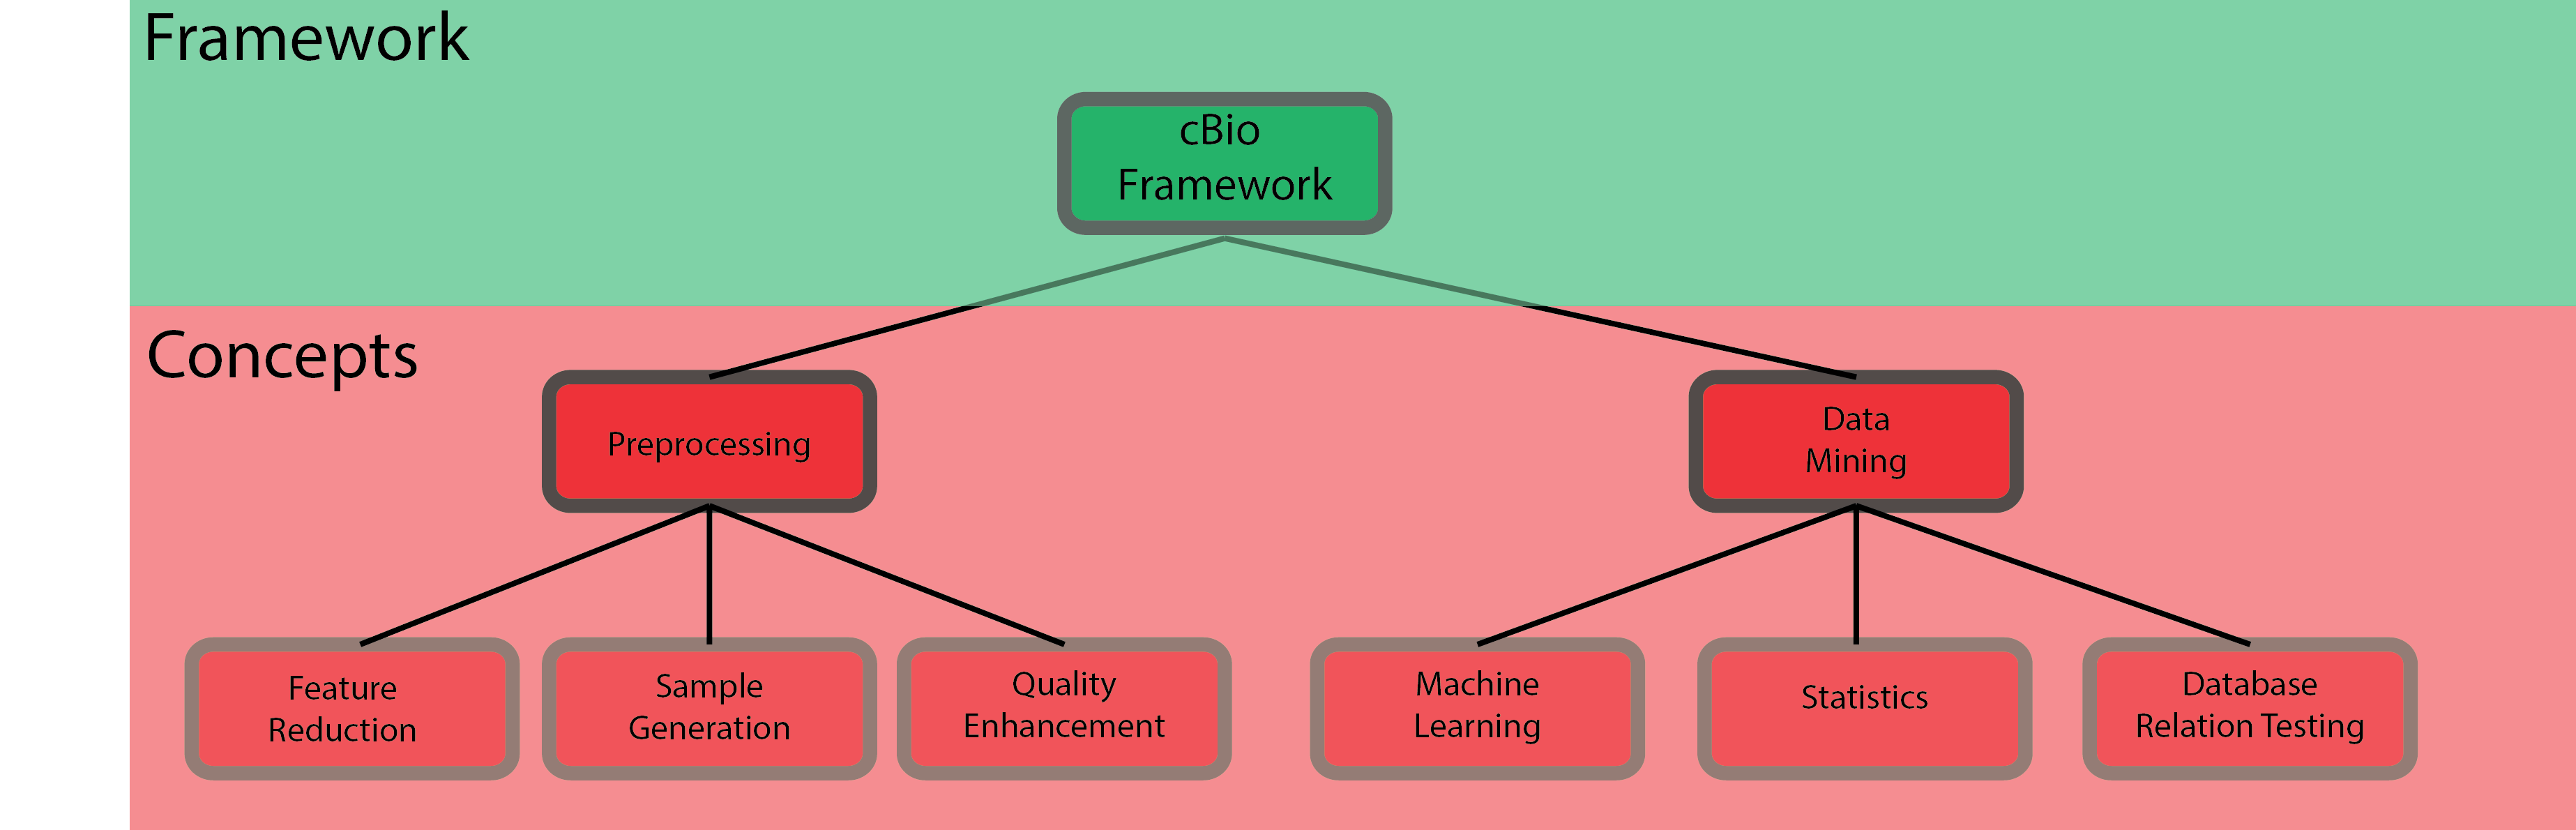 Framework
cBio
Framework
Concepts
Preprocessing
Data
Mining
Feature
Reduction
Sample
Generation
Quality
Enhancement
Machine
Learning
Statistics
Database
Relation Testing